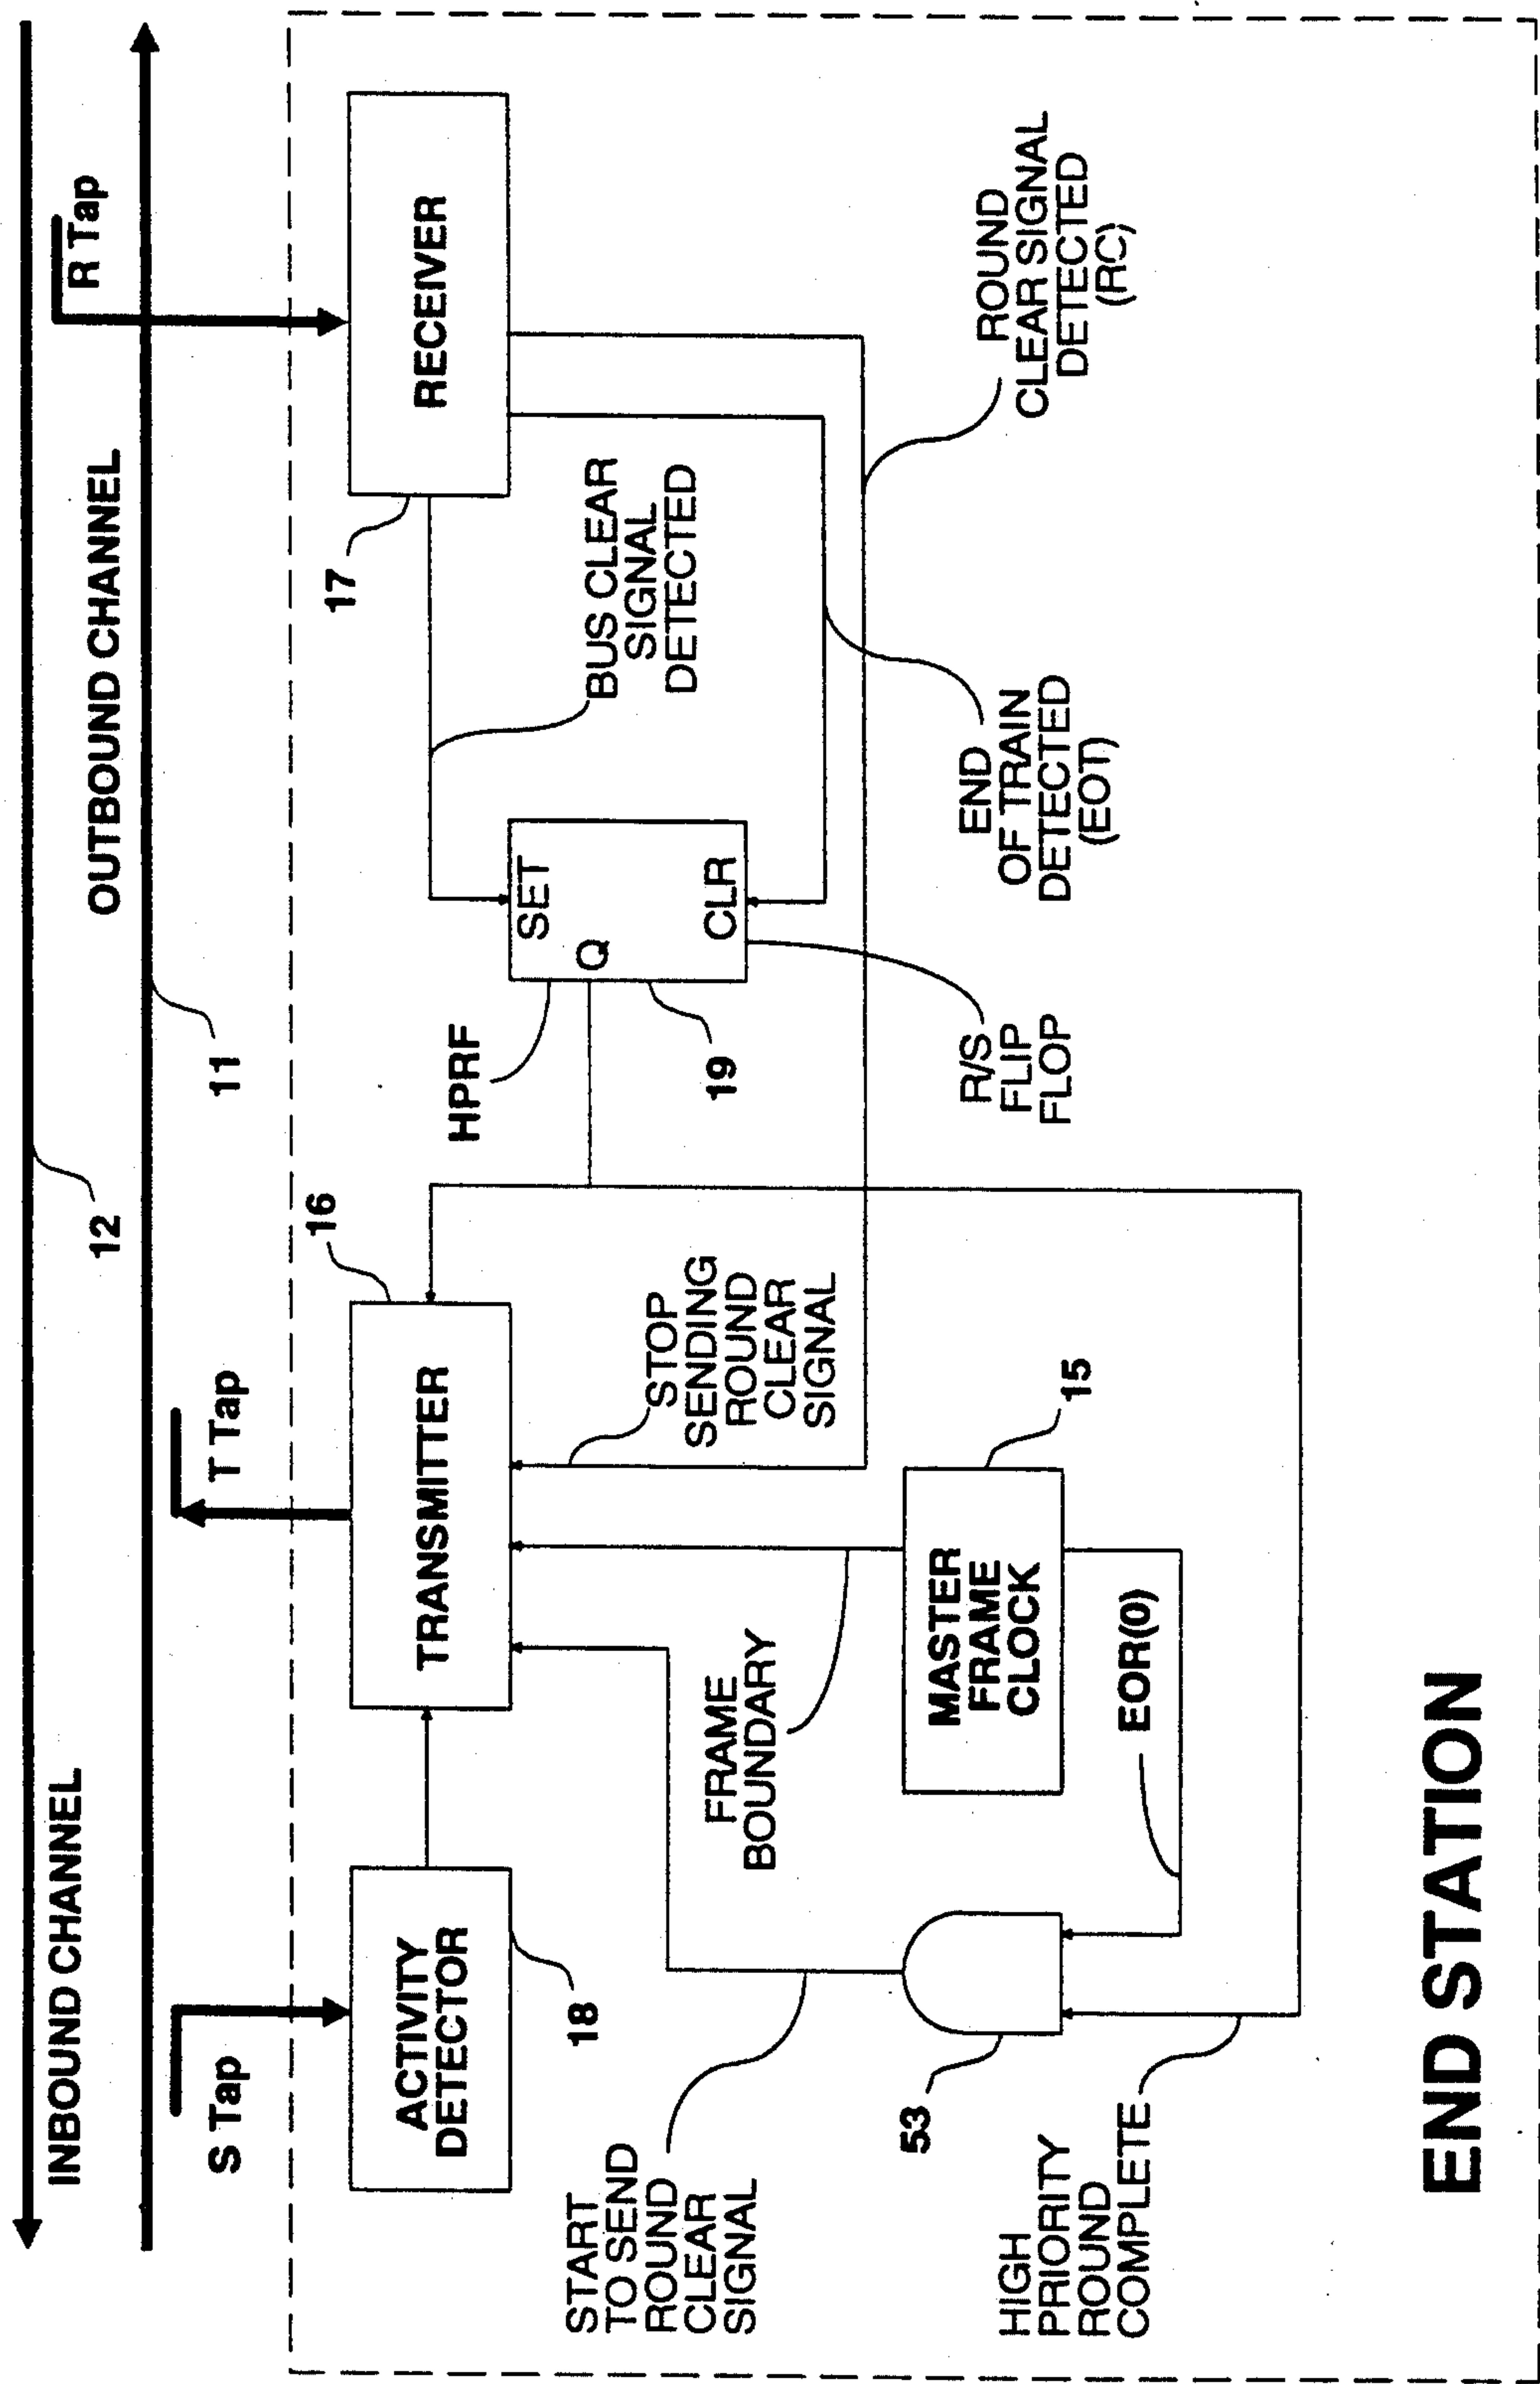 INBOUND CHANNEL
OUTBOUND CHANNEL
12
11
S Tap
T Tap
R Tap
16
17
ACTIVITY
DETECTOR
18
TRANSMITTER
RECEIVER
HPRF
SET
Q
CLR
19
BUS CLEAR
SIGNAL
DETECTED
START
TO SEND
ROUND
CLEAR
SIGNAL
STOP
SENDING
ROUND
CLEAR
SIGNAL
FRAME
BOUNDARY
MASTER
FRAME
CLOCK
15
53
EOR(0)
R/S
FLIP
FLOP
END
OF TRAIN
DETECTED
(EOT)
ROUND
CLEAR SIGNAL
DETECTED
(RC)
HIGH
PRIORITY
ROUND
COMPLETE
END STATION